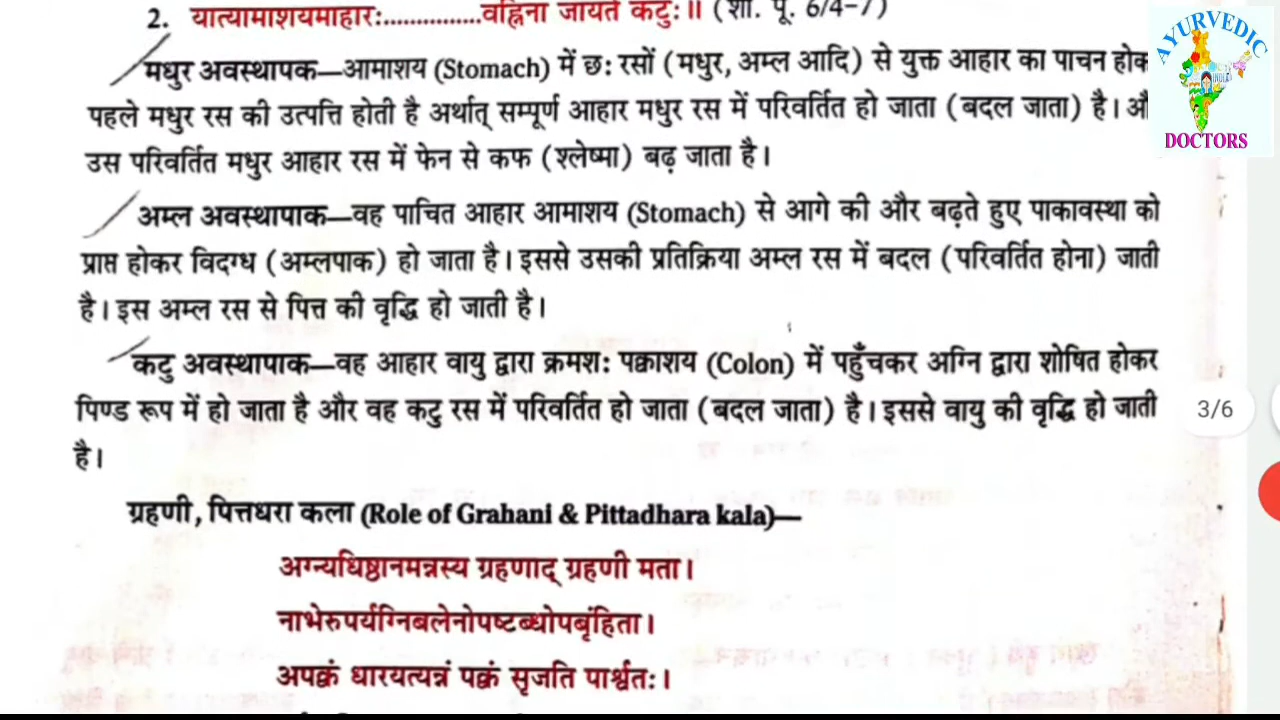 2. यात्यामाशयमाहारः...............वह्निना जायते कटुः॥ (शा. पू. 6/4-7)
मधुर अवस्थापक—आमाशय (Stomach) में छः रसों (मधुर, अम्ल आदि) से युक्त आहार का पाचन होक
पहले मधुर रस की उत्पत्ति होती है अर्थात् सम्पूर्ण आहार मधुर रस में परिवर्तित हो जाता (बदल जाता) है। औ
उस परिवर्तित मधुर आहार रस में फेन से कफ (श्लेष्मा) बढ़ जाता है।
अम्ल अवस्थापाक—वह पाचित आहार आमाशय (Stomach) से आगे की और बढ़ते हुए पाकावस्था को
प्राप्त होकर विदग्ध (अम्लपाक) हो जाता है। इससे उसकी प्रतिक्रिया अम्ल रस में बदल (परिवर्तित होना) जाती
है। इस अम्ल रस से पित्त की वृद्धि हो जाती है।
कटु अवस्थापाक—वह आहार वायु द्वारा क्रमशः पक्वाशय (Colon) में पहुँचकर अग्नि द्वारा शोषित होकर
पिण्ड रूप में हो जाता है और वह कटु रस में परिवर्तित हो जाता (बदल जाता) है। इससे वायु की वृद्धि हो जाती
है।
ग्रहणी, पित्तधरा कला (Role of Grahani & Pittadhara kala)—
अग्न्यधिष्ठानमन्नस्य ग्रहणाद् ग्रहणी मता।
नाभेरुपर्यग्निबलेनोपष्टब्धोपबृंहिता।
अपक्वं धारयत्यन्नं पक्वं सृजति पार्श्वतः।
AYURVEDIC
DOCTORS
3/6